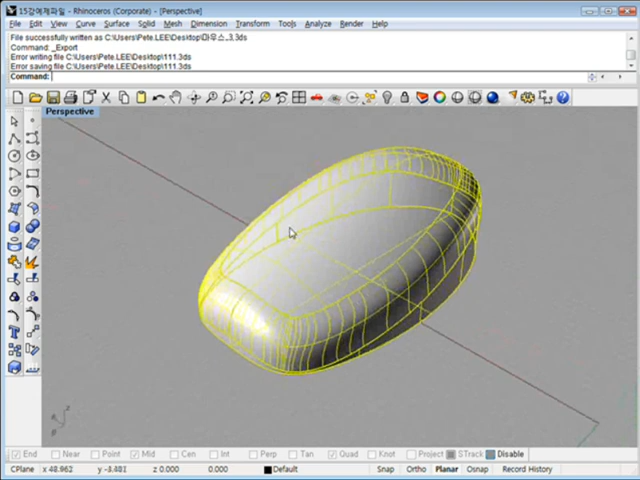 15강예제파일 - Rhinoceros (Corporate) - [Perspective]
File Edit View Curve Surface Solid Mesh Dimension Transform Tools Analyze Render Help
File successfully written as C:\Users\Pete.LEE\Desktop\마우스_3.3ds
Command: _Export
Error writing file C:\Users\Pete.LEE\Desktop\111.3ds
Error saving file C:\Users\Pete.LEE\Desktop\111.3ds
Command:
Perspective
End Near Point Mid Cen Int Perp Tan Quad Knot Project STrack Disable
CPlane x 48.962 y -3.481 z 0.000 0.000 Default Snap Ortho Planar Osnap Record History